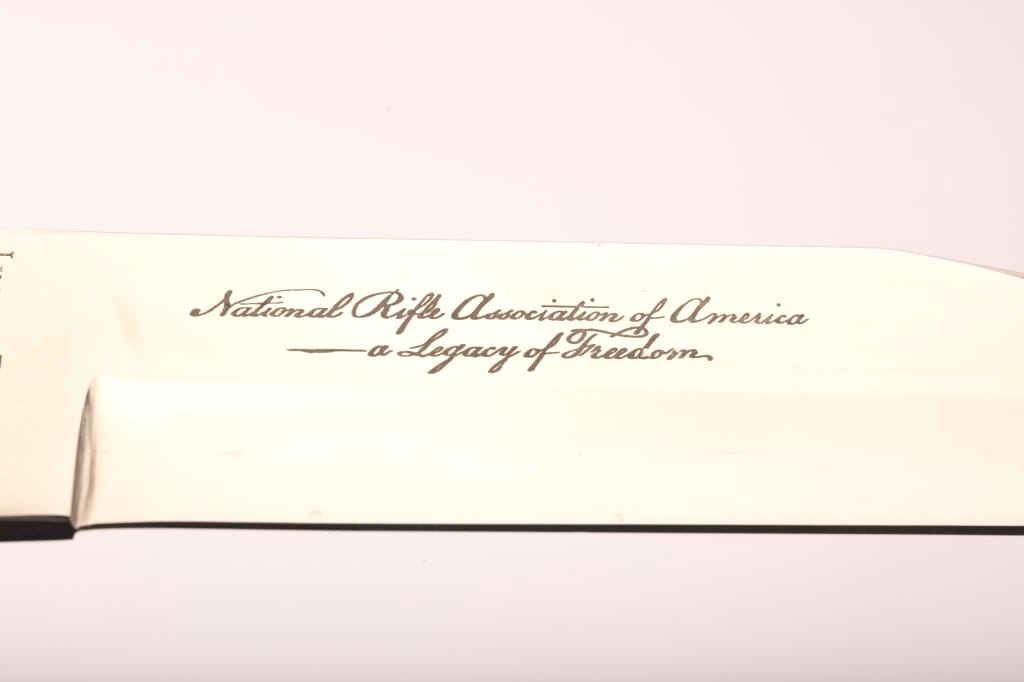 National Rifle Association of America
—a Legacy of Freedom